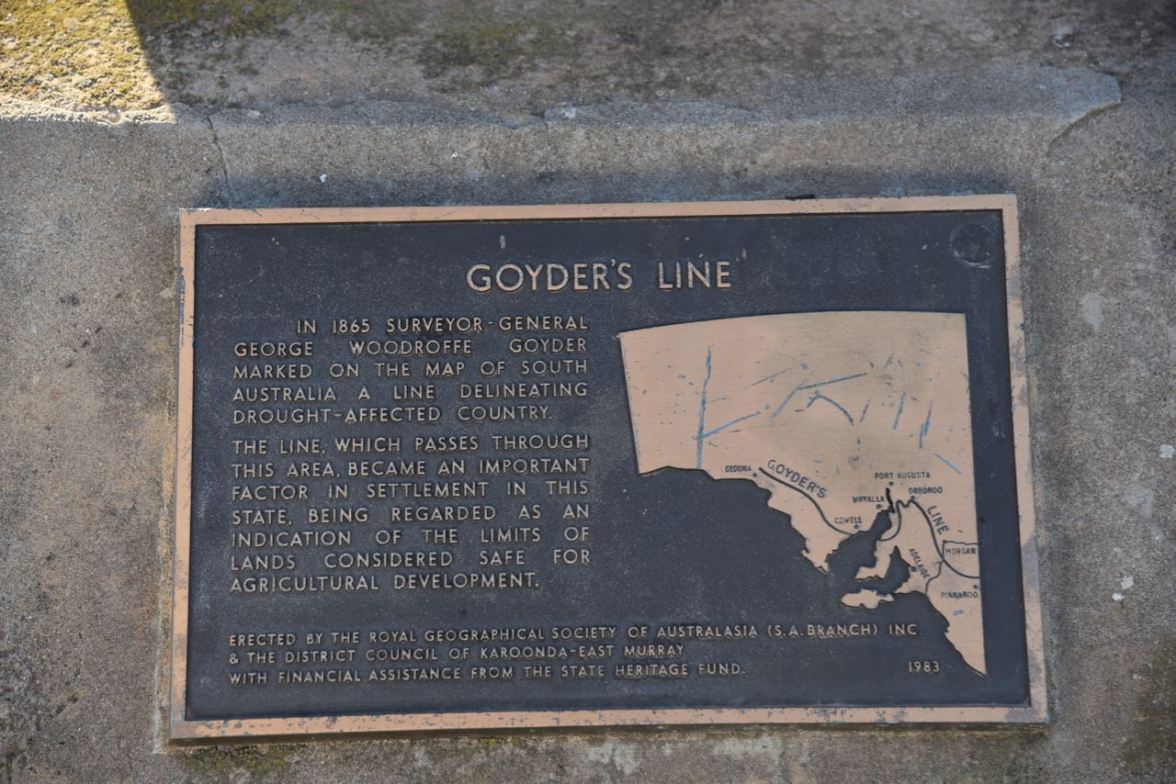 GOYDER'S LINE
IN 1865 SURVEYOR-GENERAL
GEORGE WOODROFFE GOYDER
MARKED ON THE MAP OF SOUTH
AUSTRALIA A LINE DELINEATING
DROUGHT-AFFECTED COUNTRY.
THE LINE, WHICH PASSES THROUGH
THIS AREA, BECAME AN IMPORTANT
FACTOR IN SETTLEMENT IN THIS
STATE, BEING REGARDED AS AN
INDICATION OF THE LIMITS OF
LANDS CONSIDERED SAFE FOR
AGRICULTURAL DEVELOPMENT.
CEDUNA
GOYDER'S
PORT AUGUSTA
WHYALLA
ORROROO
COWELL
LINE
MORGAN
ADELAIDE
PINNAROO
ERECTED BY THE ROYAL GEOGRAPHICAL SOCIETY OF AUSTRALASIA (S.A. BRANCH) INC.
& THE DISTRICT COUNCIL OF KAROONDA-EAST MURRAY
WITH FINANCIAL ASSISTANCE FROM THE STATE HERITAGE FUND.
1983